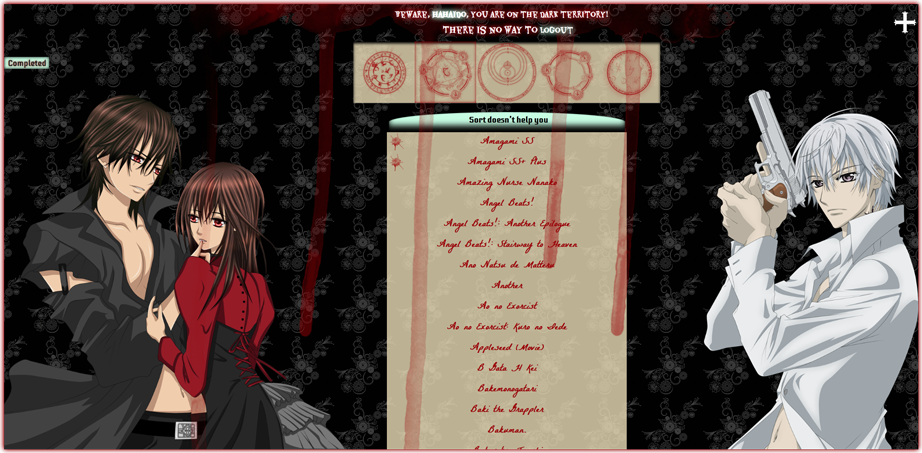 BEWARE, HAHAIDO, YOU ARE ON THE DARK TERRITORY!
THERE IS NO WAY TO LOGOUT
Completed
Sort doesn't help you
Amagami SS
Amagami SS+ Plus
Amazing Nurse Nanako
Angel Beats!
Angel Beats!: Another Epilogue
Angel Beats!: Stairway to Heaven
Ano Natsu de Matteru
Another
Ao no Exorcist
Ao no Exorcist: Kuro no Iede
Appleseed (Movie)
B Gata H Kei
Bakemonogatari
Baki the Grappler
Bakuman.